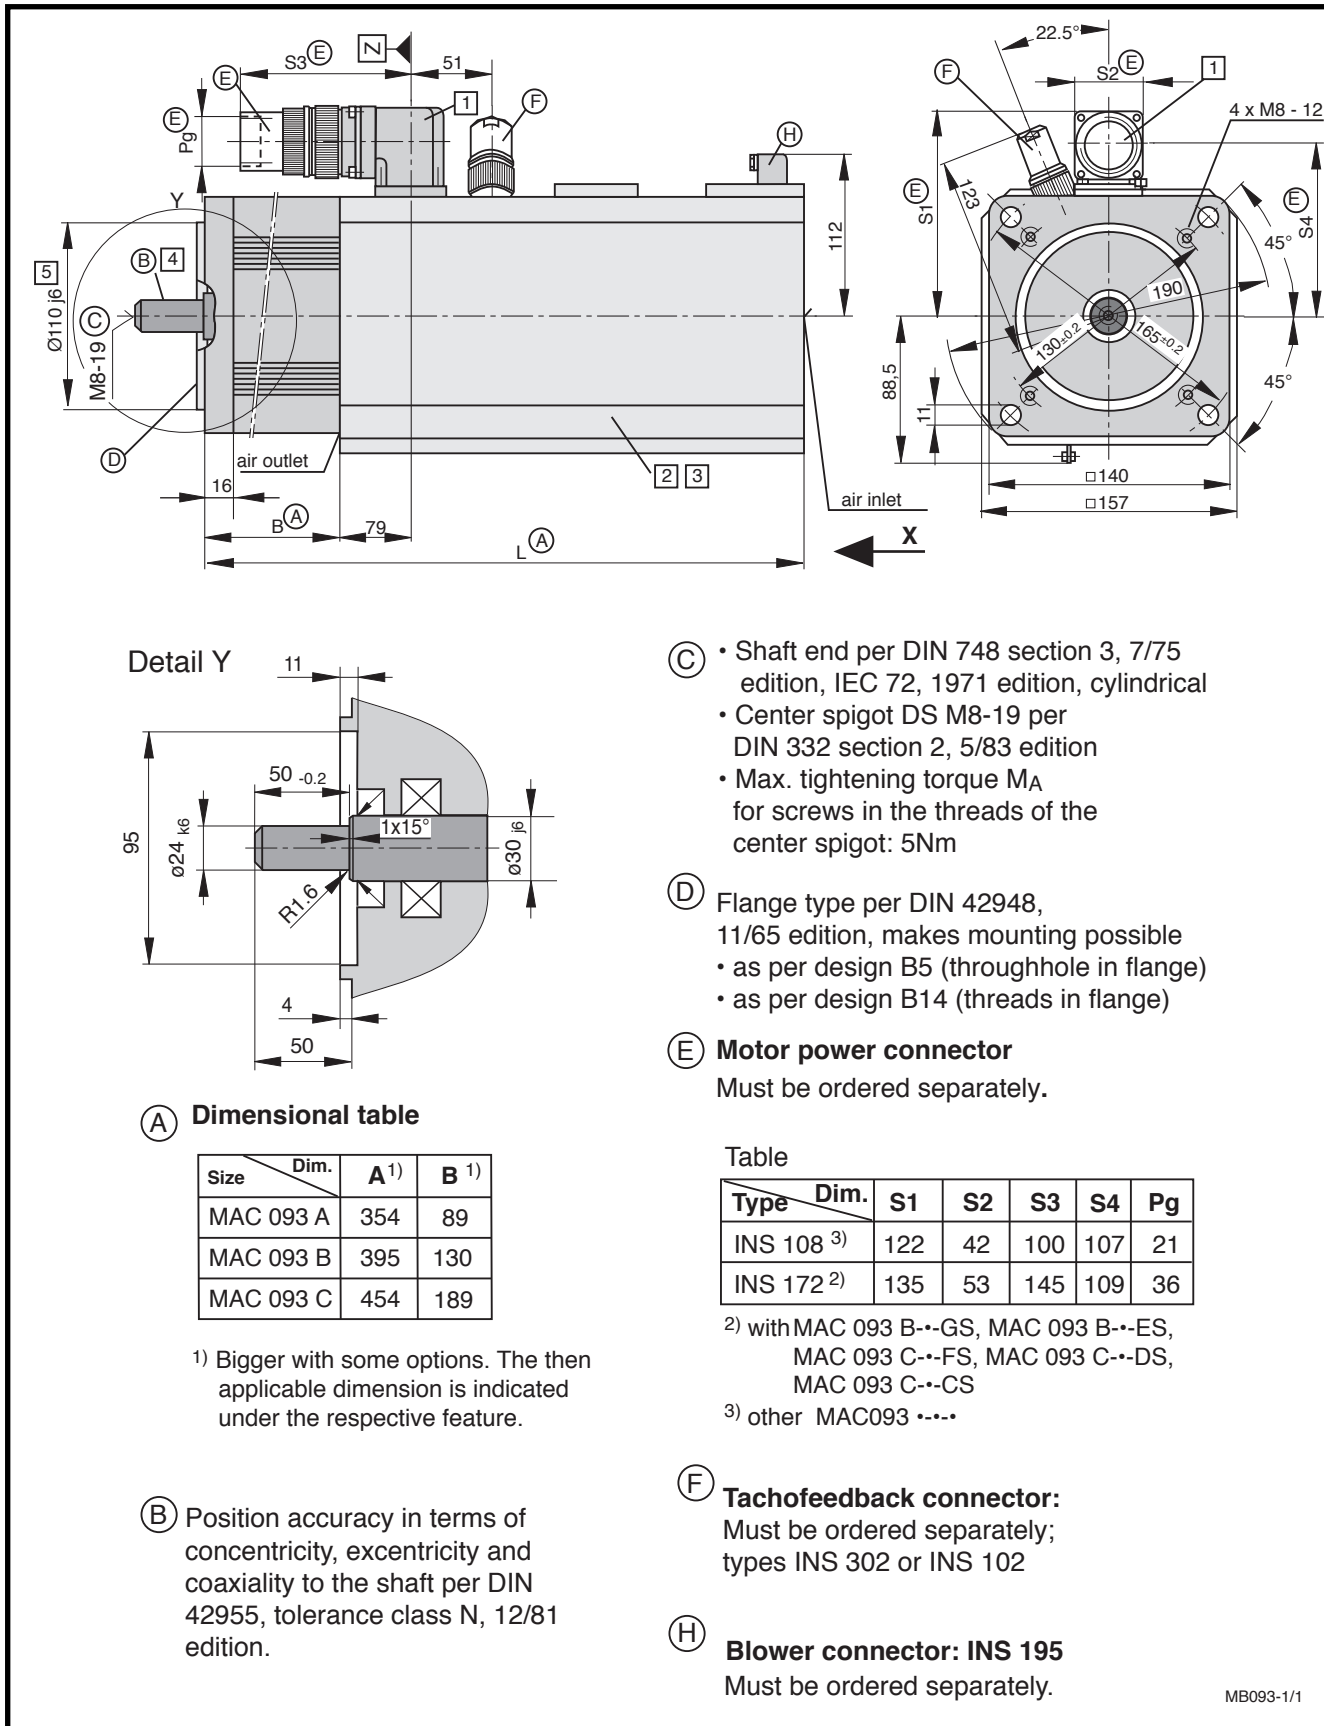 S3 E
Z
51
E
1
F
E
Pg
H
Y
112
5
Ø110 j6
B 4
C
M8-19
D
air outlet
2 3
16
B A
79
L A
air inlet
X
22.5°
F
S2 E
1
4 x M8 - 12
S1 E
123
S4 E
45°
190
130±0.2
165±0.2
88,5
11
45°
□140
□157
Detail Y
11
50 -0.2
95
ø24 k6
1x15°
ø30 j6
R1.6
4
50
C • Shaft end per DIN 748 section 3, 7/75
edition, IEC 72, 1971 edition, cylindrical
• Center spigot DS M8-19 per
DIN 332 section 2, 5/83 edition
• Max. tightening torque MA
for screws in the threads of the
center spigot: 5Nm
D Flange type per DIN 42948,
11/65 edition, makes mounting possible
• as per design B5 (throughhole in flange)
• as per design B14 (threads in flange)
E Motor power connector
Must be ordered separately.
A Dimensional table
Size Dim. A 1) B 1)
MAC 093 A 354 89
MAC 093 B 395 130
MAC 093 C 454 189
1) Bigger with some options. The then
applicable dimension is indicated
under the respective feature.
Table
Type Dim. S1 S2 S3 S4 Pg
INS 108 3) 122 42 100 107 21
INS 172 2) 135 53 145 109 36
2) with MAC 093 B-•-GS, MAC 093 B-•-ES,
MAC 093 C-•-FS, MAC 093 C-•-DS,
MAC 093 C-•-CS
3) other MAC093 •-•-•
B Position accuracy in terms of
concentricity, excentricity and
coaxiality to the shaft per DIN
42955, tolerance class N, 12/81
edition.
F Tachofeedback connector:
Must be ordered separately;
types INS 302 or INS 102
H Blower connector: INS 195
Must be ordered separately.
MB093-1/1